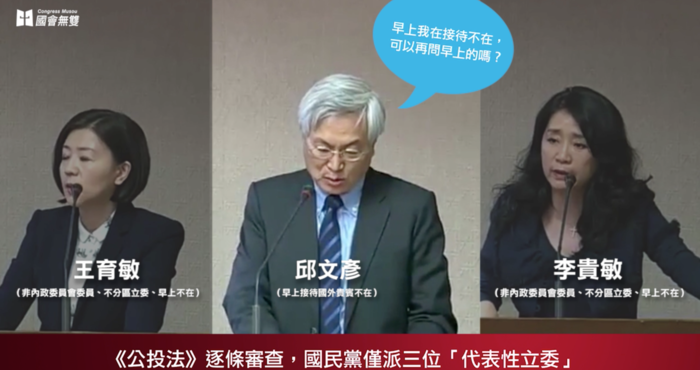 Congress Musou
國會無雙
早上我在接待不在，
可以再問早上的嗎？
王育敏
（非內政委員會委員、不分區立委、早上不在）
邱文彥
（早上接待國外貴賓不在）
李貴敏
（非內政委員會委員、不分區立委、早上不在）
《公投法》逐條審查，國民黨僅派三位「代表性立委」